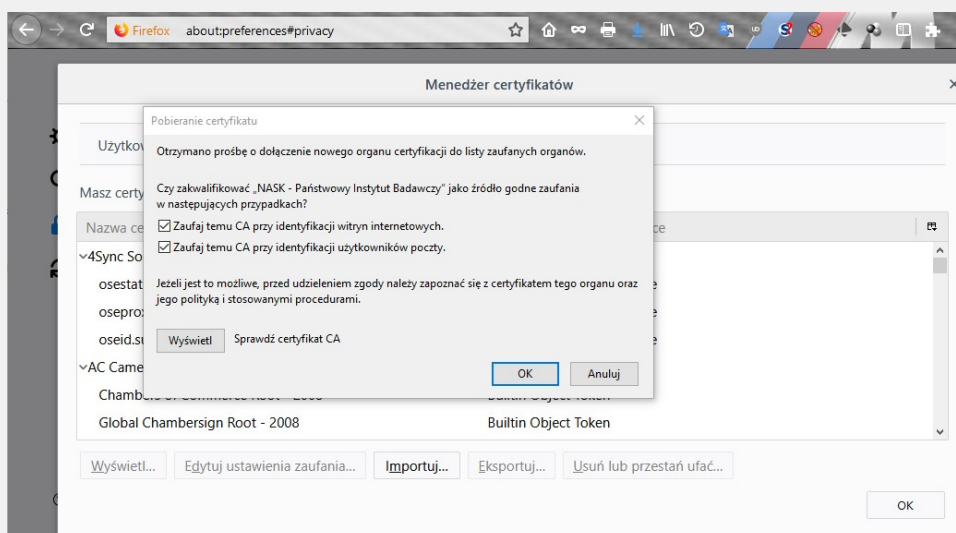 Firefox about:preferences#privacy
Menedżer certyfikatów
Pobieranie certyfikatu
Otrzymano prośbę o dołączenie nowego organu certyfikacji do listy zaufanych organów.
Czy zakwalifikować „NASK - Państwowy Instytut Badawczy” jako źródło godne zaufania
w następujących przypadkach?
Zaufaj temu CA przy identyfikacji witryn internetowych.
Zaufaj temu CA przy identyfikacji użytkowników poczty.
Jeżeli jest to możliwe, przed udzieleniem zgody należy zapoznać się z certyfikatem tego organu oraz
jego polityką i stosowanymi procedurami.
Wyświetl Sprawdź certyfikat CA
OK Anuluj
Użytkow
Masz certy
Nazwa ce
4Sync So
osestat
oseprox
oseid.su
AC Came
Chambers of Commerce Root - 2008 Builtin Object Token
Global Chambersign Root - 2008 Builtin Object Token
Wyświetl... Edytuj ustawienia zaufania... Importuj... Eksportuj... Usuń lub przestań ufać...
OK